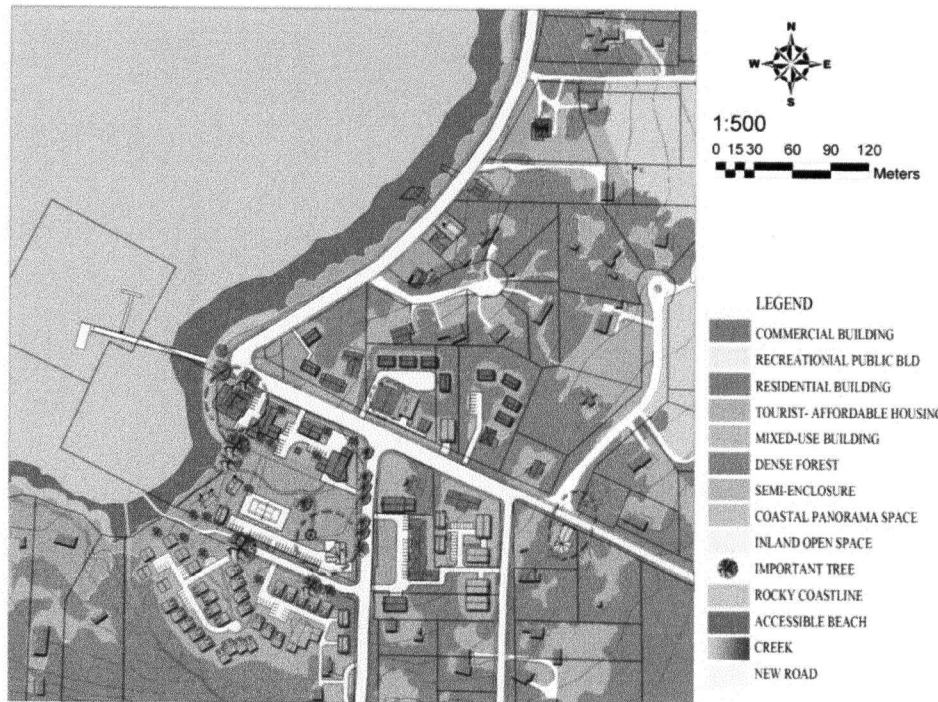 N
W E
S
1:500
0 15 30 60 90 120
Meters
LEGEND
COMMERCIAL BUILDING
RECREATIONIAL PUBLIC BLD
RESIDENTIAL BUILDING
TOURIST- AFFORDABLE HOUSING
MIXED-USE BUILDING
DENSE FOREST
SEMI-ENCLOSURE
COASTAL PANORAMA SPACE
INLAND OPEN SPACE
IMPORTANT TREE
ROCKY COASTLINE
ACCESSIBLE BEACH
CREEK
NEW ROAD